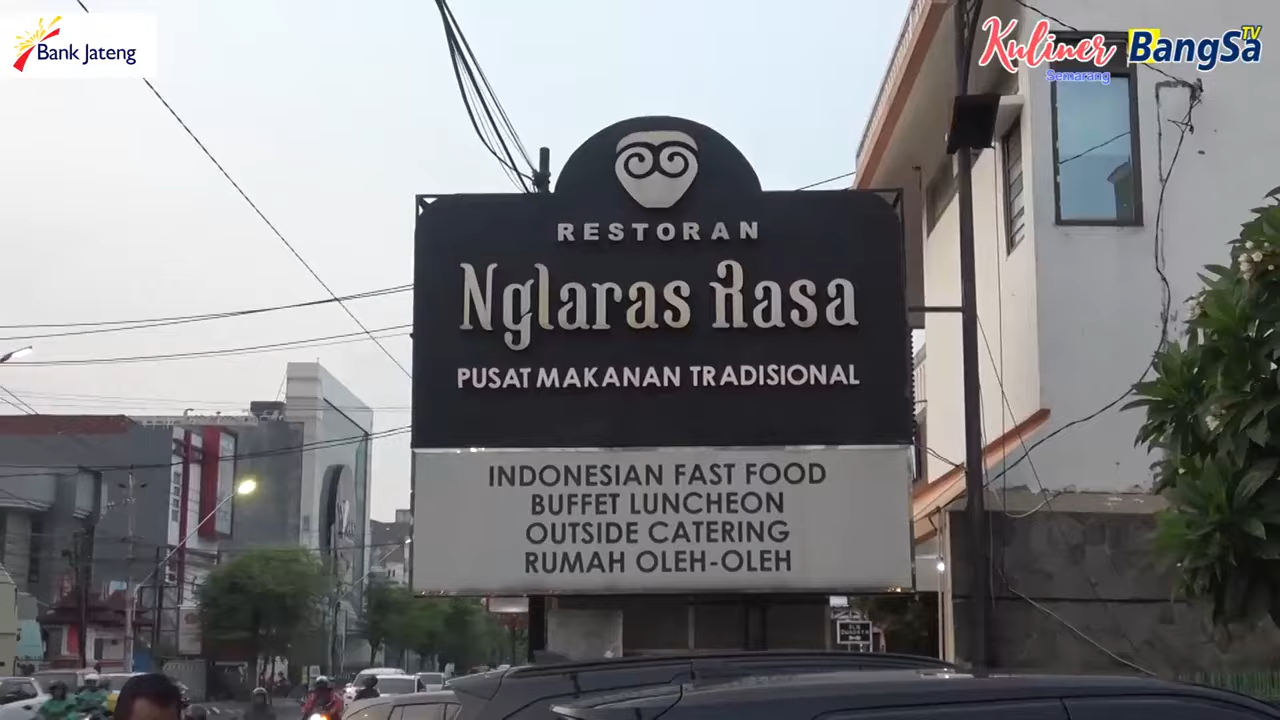 Bank Jateng
Kuliner
Semarang
BangSa TV
RESTORAN
Nglaras Rasa
PUSAT MAKANAN TRADISIONAL
INDONESIAN FAST FOOD
BUFFET LUNCHEON
OUTSIDE CATERING
RUMAH OLEH-OLEH